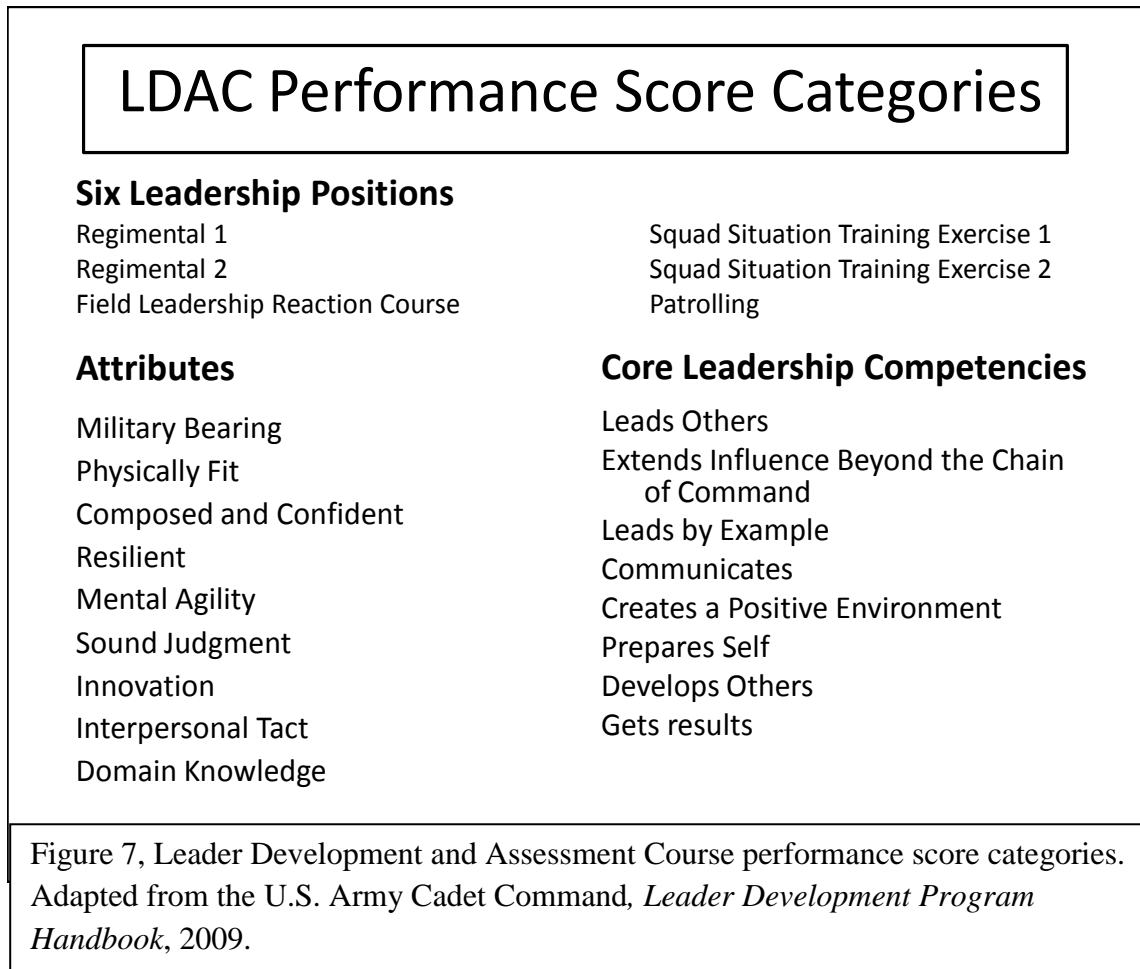 LDAC Performance Score Categories
Six Leadership Positions
Regimental 1
Regimental 2
Field Leadership Reaction Course
Squad Situation Training Exercise 1
Squad Situation Training Exercise 2
Patrolling
Attributes
Military Bearing
Physically Fit
Composed and Confident
Resilient
Mental Agility
Sound Judgment
Innovation
Interpersonal Tact
Domain Knowledge
Core Leadership Competencies
Leads Others
Extends Influence Beyond the Chain
of Command
Leads by Example
Communicates
Creates a Positive Environment
Prepares Self
Develops Others
Gets results
Figure 7, Leader Development and Assessment Course performance score categories.
Adapted from the U.S. Army Cadet Command, Leader Development Program
Handbook, 2009.